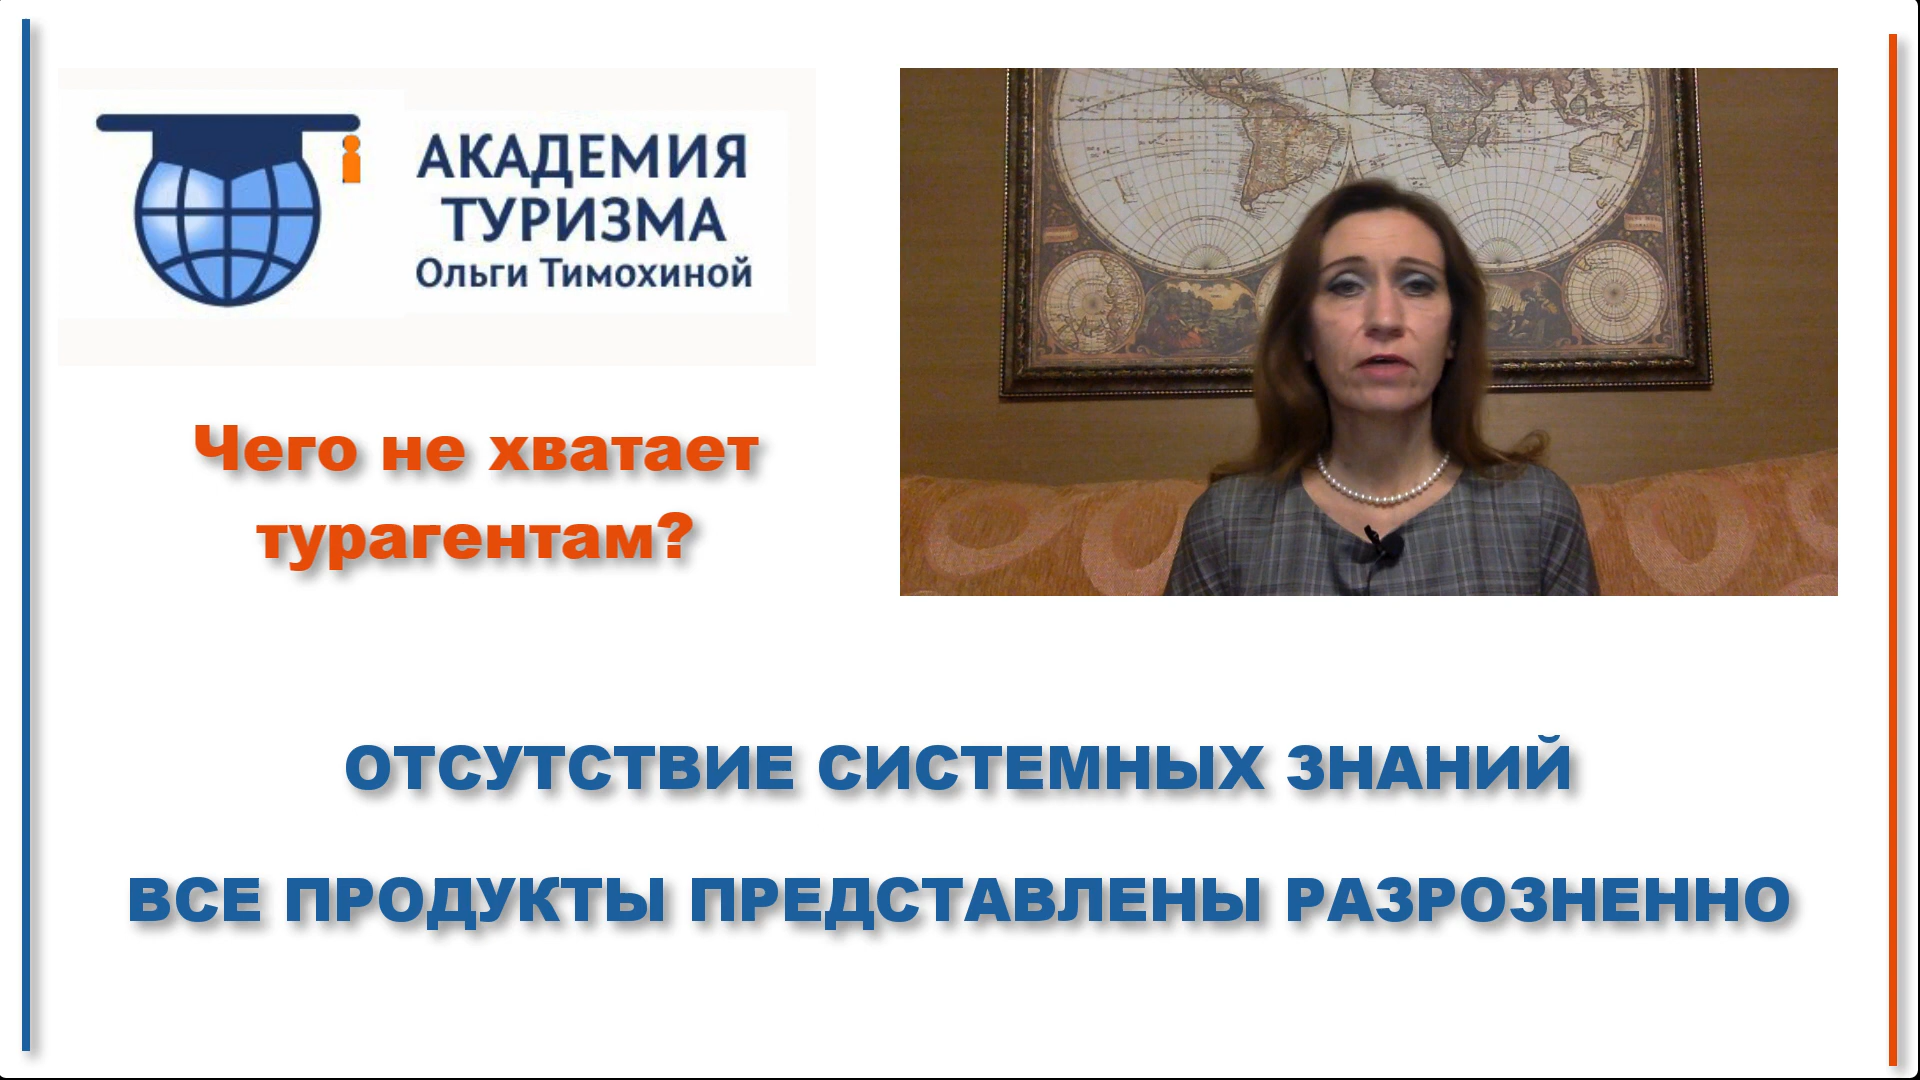 АКАДЕМИЯ
ТУРИЗМА
Ольги Тимохиной
Чего не хватает
турагентам?
ОТСУТСТВИЕ СИСТЕМНЫХ ЗНАНИЙ
ВСЕ ПРОДУКТЫ ПРЕДСТАВЛЕНЫ РАЗРОЗНЕННО